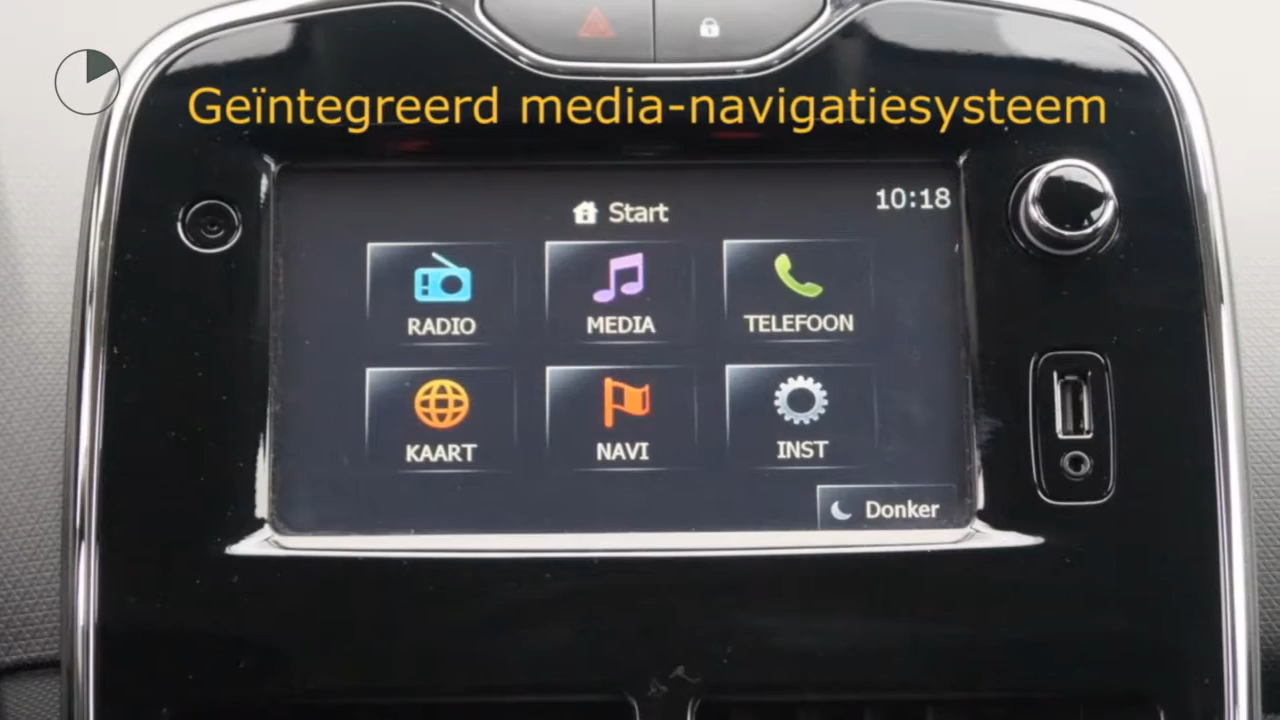 Geïntegreerd media-navigatiesysteem
Start
10:18
RADIO
MEDIA
TELEFOON
KAART
NAVI
INST
Donker